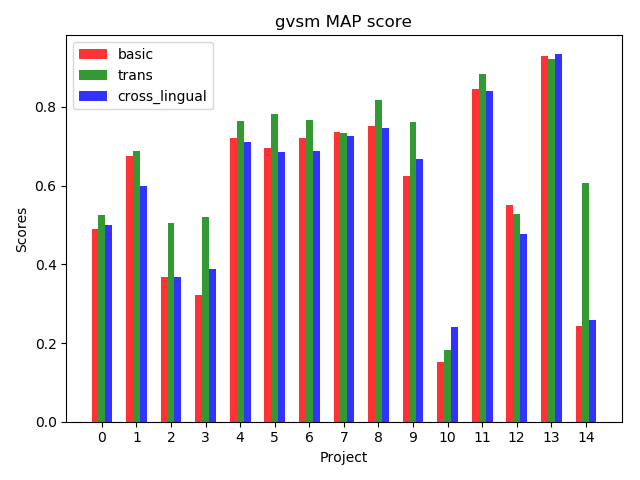 gvsm MAP score
basic
trans
cross_lingual
Scores
0.8
0.6
0.4
0.2
0.0
0 1 2 3 4 5 6 7 8 9 10 11 12 13 14
Project